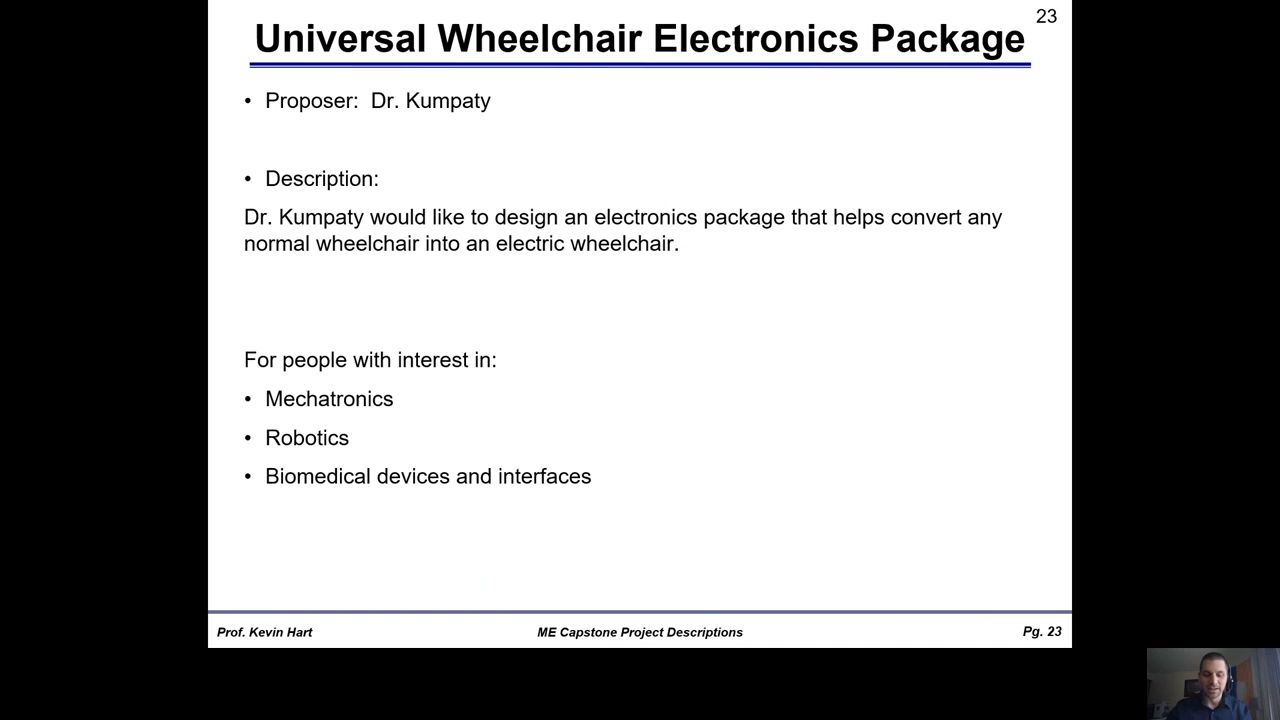 23
Universal Wheelchair Electronics Package
• Proposer: Dr. Kumpaty
• Description:
Dr. Kumpaty would like to design an electronics package that helps convert any
normal wheelchair into an electric wheelchair.
For people with interest in:
• Mechatronics
• Robotics
• Biomedical devices and interfaces
Prof. Kevin Hart ME Capstone Project Descriptions Pg. 23